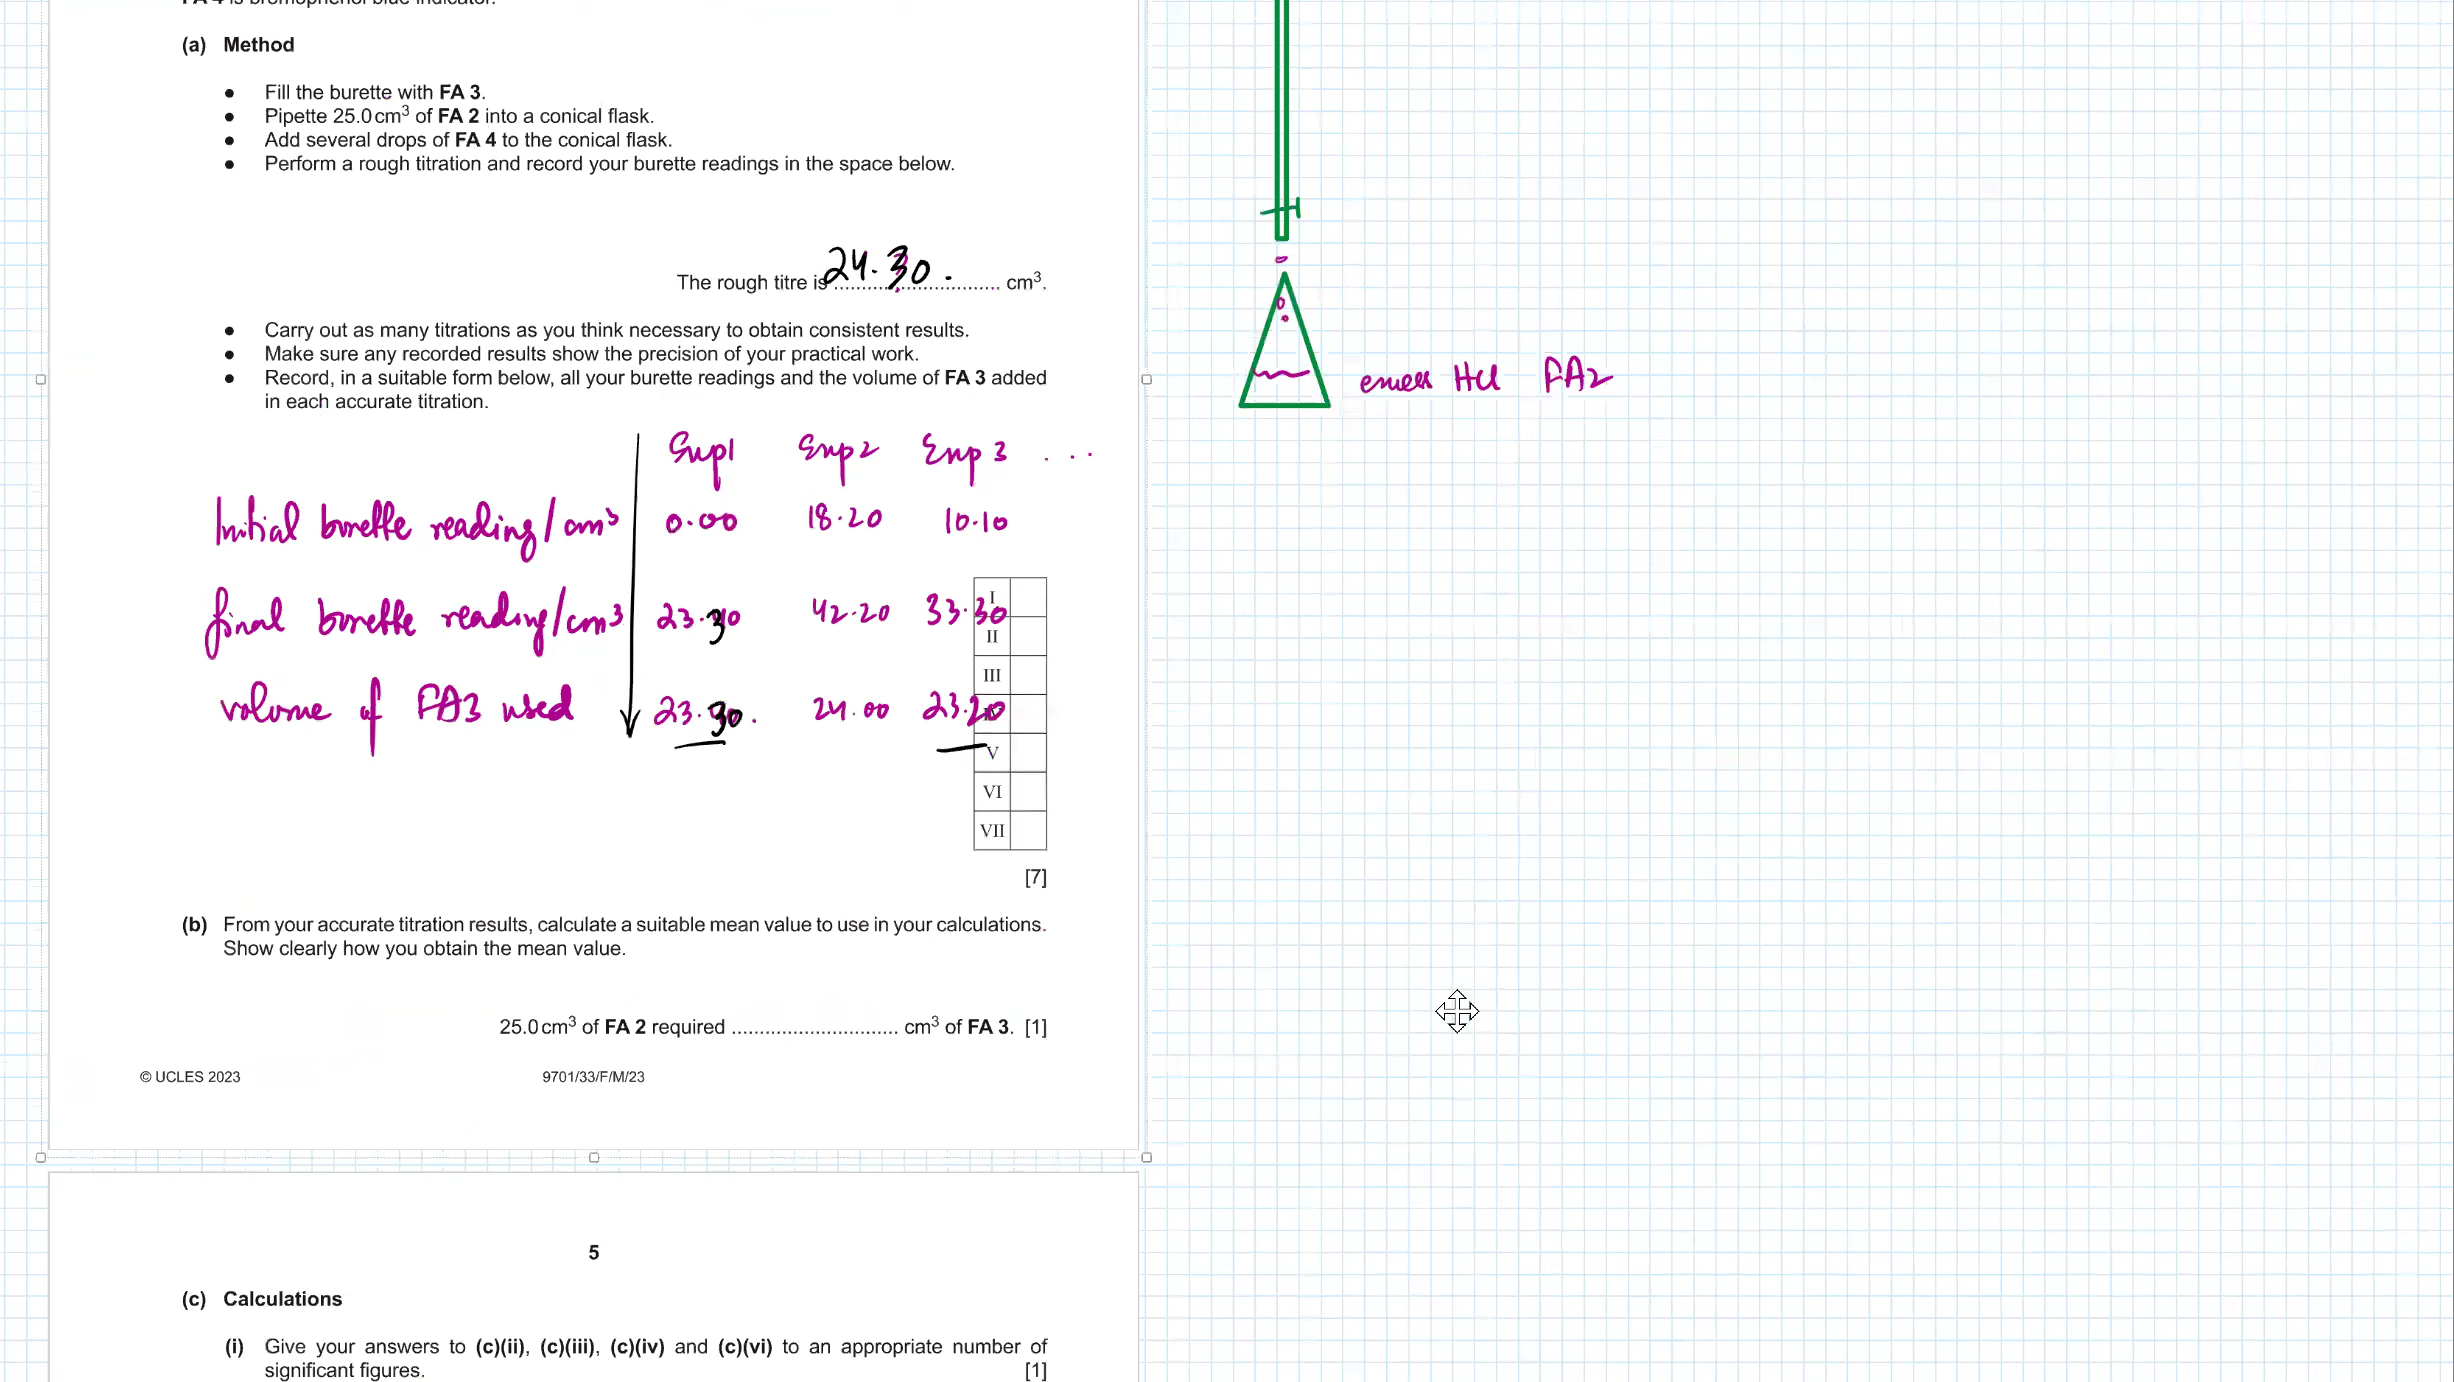 (a) Method
● Fill the burette with FA 3.
● Pipette 25.0 cm³ of FA 2 into a conical flask.
● Add several drops of FA 4 to the conical flask.
● Perform a rough titration and record your burette readings in the space below.
The rough titre is 24.30 cm³.
● Carry out as many titrations as you think necessary to obtain consistent results.
● Make sure any recorded results show the precision of your practical work.
● Record, in a suitable form below, all your burette readings and the volume of FA 3 added
in each accurate titration.
HCl FA2
Exp 1 Exp 2 Exp 3 ...
Initial burette reading/cm³ 0.00 18.20 10.10
final burette reading/cm³ 23.30 42.20 33.30
volume of FA3 used 23.30. 24.00 23.20
I
II
III
IV
V
VI
VII
[7]
(b) From your accurate titration results, calculate a suitable mean value to use in your calculations.
Show clearly how you obtain the mean value.
25.0 cm³ of FA 2 required .............................. cm³ of FA 3. [1]
© UCLES 2023 9701/33/F/M/23
5
(c) Calculations
(i) Give your answers to (c)(ii), (c)(iii), (c)(iv) and (c)(vi) to an appropriate number of
significant figures. [1]